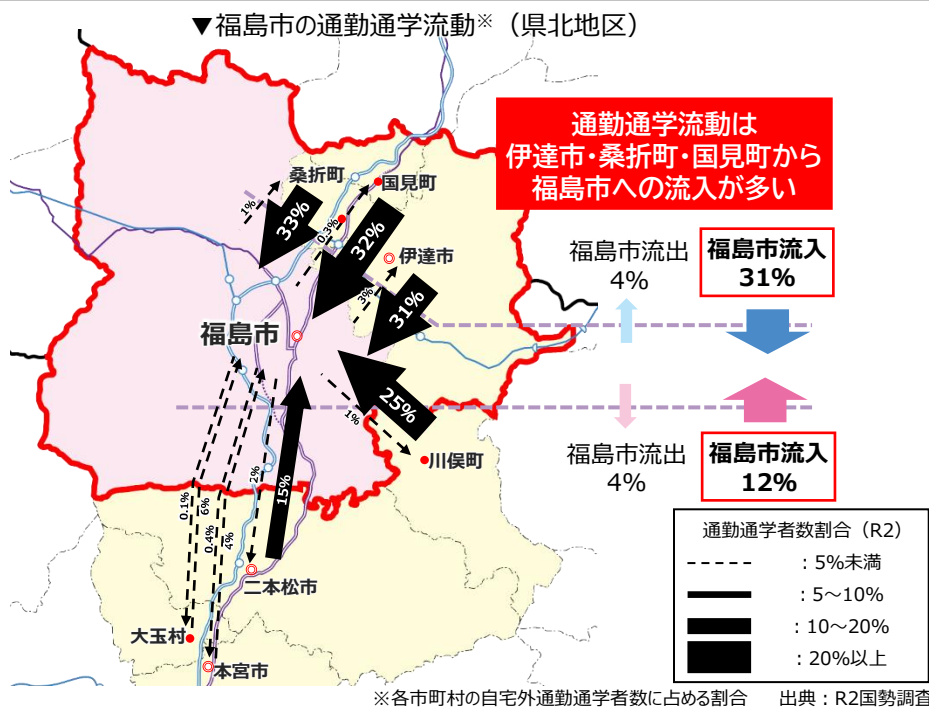 ▼福島市の通勤通学流動※（県北地区）
通勤通学流動は
伊達市・桑折町・国見町から
福島市への流入が多い
桑折町
国見町
1%
33%
0.3%
32%
伊達市
3%
31%
福島市
25%
1%
川俣町
福島市流出
4%
福島市流入
31%
福島市流出
4%
福島市流入
12%
0.1%
6%
0.4%
4%
2%
15%
二本松市
大玉村
本宮市
通勤通学者数割合（R2）
：5%未満
：5～10%
：10～20%
：20%以上
※各市町村の自宅外通勤通学者数に占める割合　出典：R2国勢調査